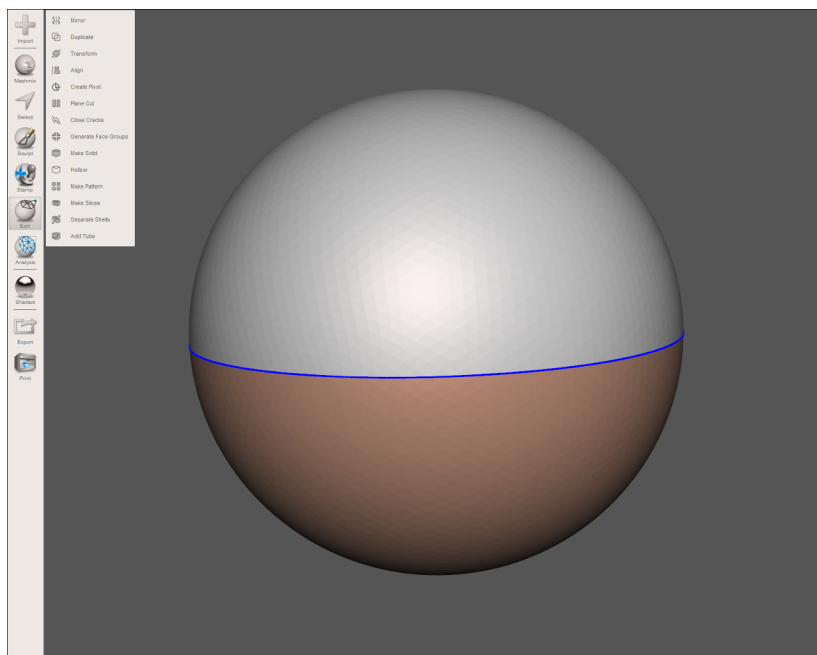 Import
Meshmix
Select
Sculpt
Stamp
Edit
Analysis
Shaders
Export
Print
Mirror
Duplicate
Transform
Align
Create Pivot
Plane Cut
Close Cracks
Generate Face Groups
Make Solid
Hollow
Make Pattern
Make Slices
Separate Shells
Add Tube